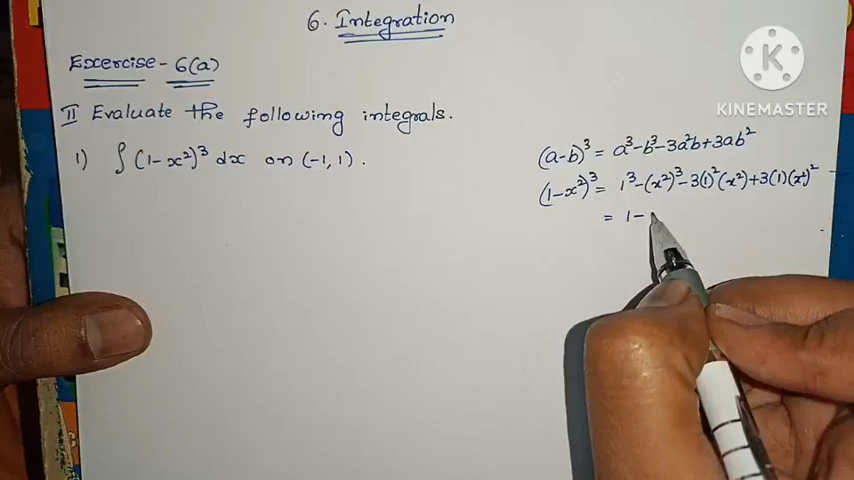 6. Integration
Excercise - 6(a)
II Evaluate the following integrals.
1) ∫(1-x²)³ dx on (-1, 1).
(a-b)³ = a³-b³-3a²b+3ab²
(1-x²)³ = 1³-(x²)³-3(1)²(x²)+3(1)(x²)²
= 1-
KINEMASTER